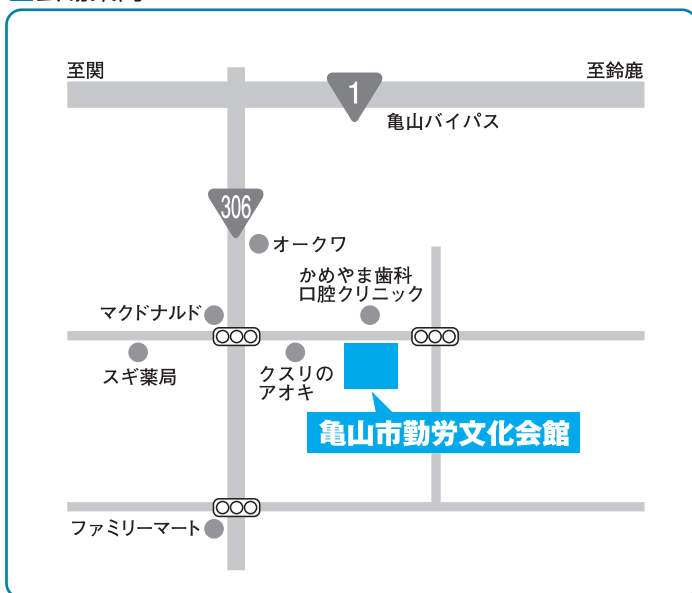 至関
至鈴鹿
1
亀山バイパス
306
オークワ
かめやま歯科
口腔クリニック
マクドナルド
スギ薬局
クスリの
アオキ
亀山市勤労文化会館
ファミリーマート